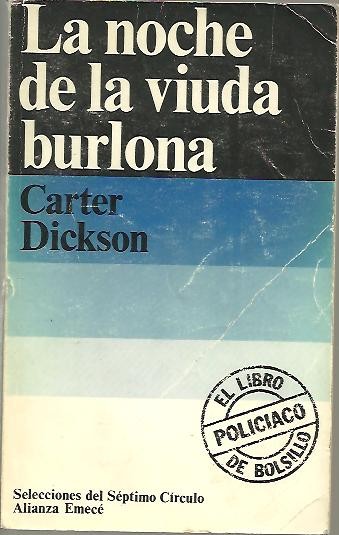 La noche
de la viuda
burlona
Carter
Dickson
EL LIBRO
POLICIACO
DE BOLSILLO
Selecciones del Séptimo Círculo
Alianza Emecé